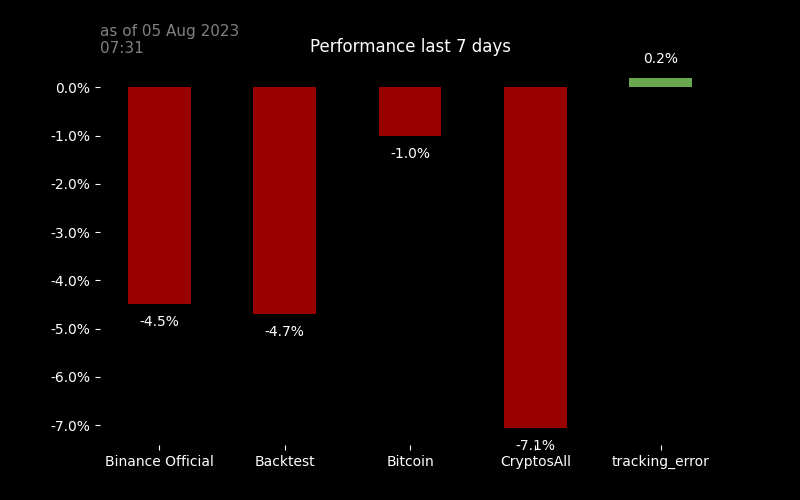 as of 05 Aug 2023
07:31
Performance last 7 days
0.2%
0.0%
-1.0%
-2.0%
-3.0%
-4.0%
-5.0%
-6.0%
-7.0%
-1.0%
-4.5%
-4.7%
-7.1%
Binance Official
Backtest
Bitcoin
CryptosAll
tracking_error